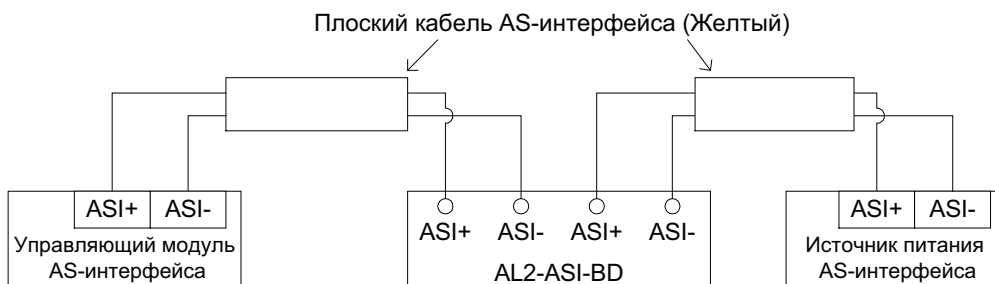 Плоский кабель AS-интерфейса (Желтый)
ASI+ ASI-
Управляющий модуль
AS-интерфейса
ASI+ ASI- ASI+ ASI-
AL2-ASI-BD
ASI+ ASI-
Источник питания
AS-интерфейса